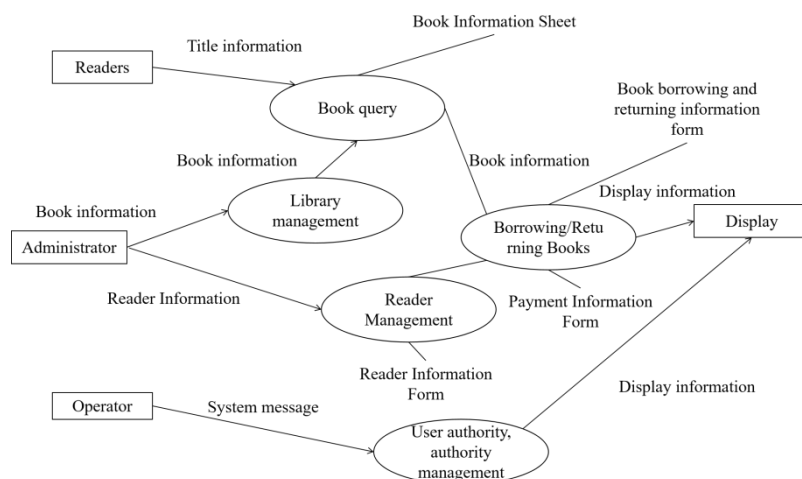 Book Information Sheet
Title information
Readers
Book query
Book borrowing and
returning information
form
Book information
Book information
Library
management
Display information
Book information
Administrator
Borrowing/Retu
rning Books
Display
Reader Information
Reader
Management
Payment Information
Form
Reader Information
Form
Display information
Operator
System message
User authority,
authority
management